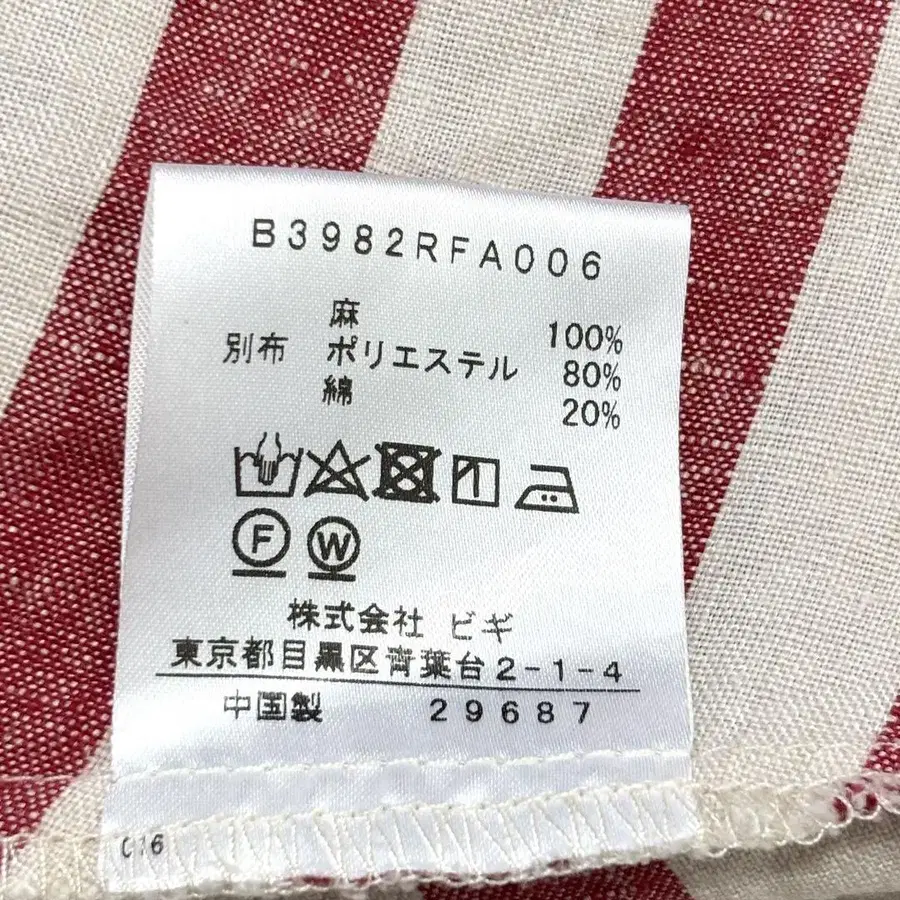 B3982RFA006
麻 100%
別布 ポリエステル 80%
綿 20%
F W
株式会社 ビギ
東京都目黒区青葉台2-1-4
中国製 29687